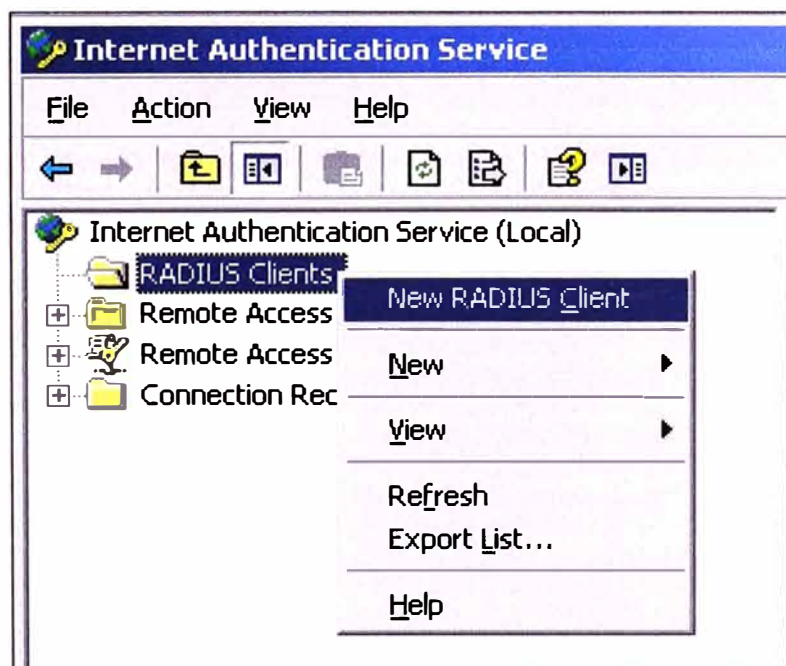 Internet Authentication Service
File Action View Help
Internet Authentication Service (Local)
RADIUS Clients
Remote Access
Remote Access
Connection Req
New RADIUS Client
New
View
Refresh
Export List...
Help